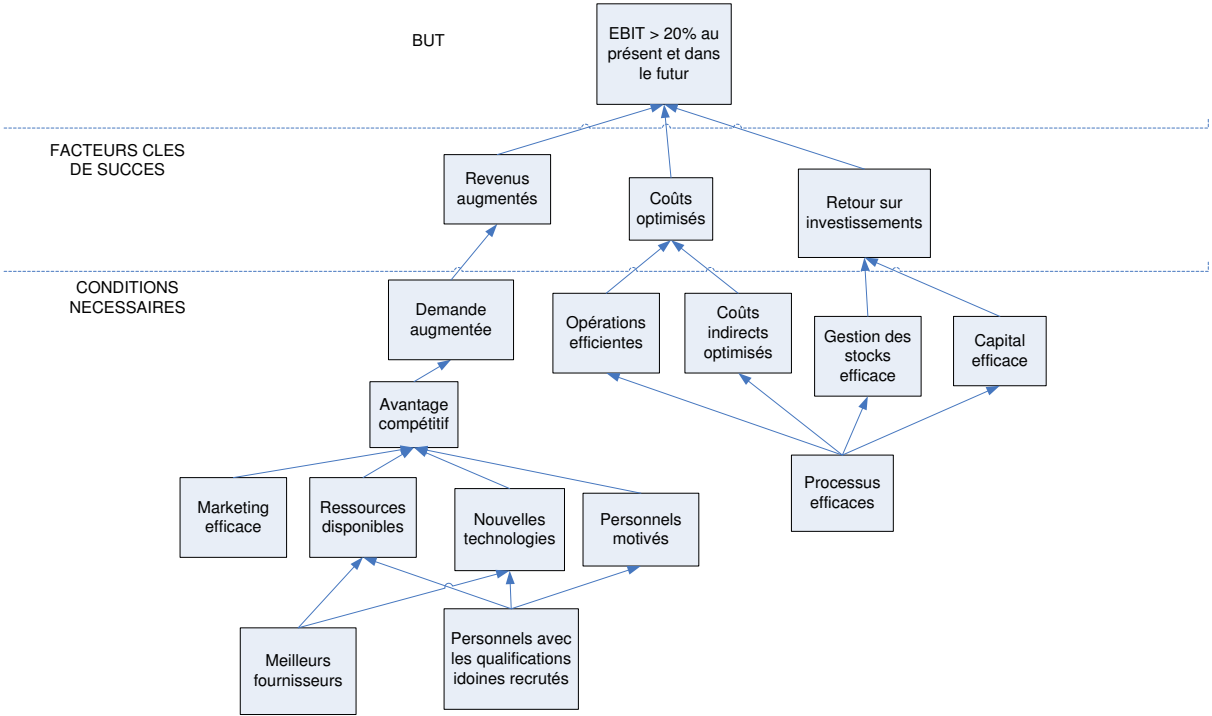 BUT
EBIT > 20% au
présent et dans
le futur
FACTEURS CLES
DE SUCCES
Revenus
augmentés
Coûts
optimisés
Retour sur
investissements
CONDITIONS
NECESSAIRES
Demande
augmentée
Opérations
efficientes
Coûts
indirects
optimisés
Gestion des
stocks
efficace
Capital
efficace
Avantage
compétitif
Marketing
efficace
Ressources
disponibles
Nouvelles
technologies
Personnels
motivés
Processus
efficaces
Meilleurs
fournisseurs
Personnels avec
les qualifications
idoines recrutés